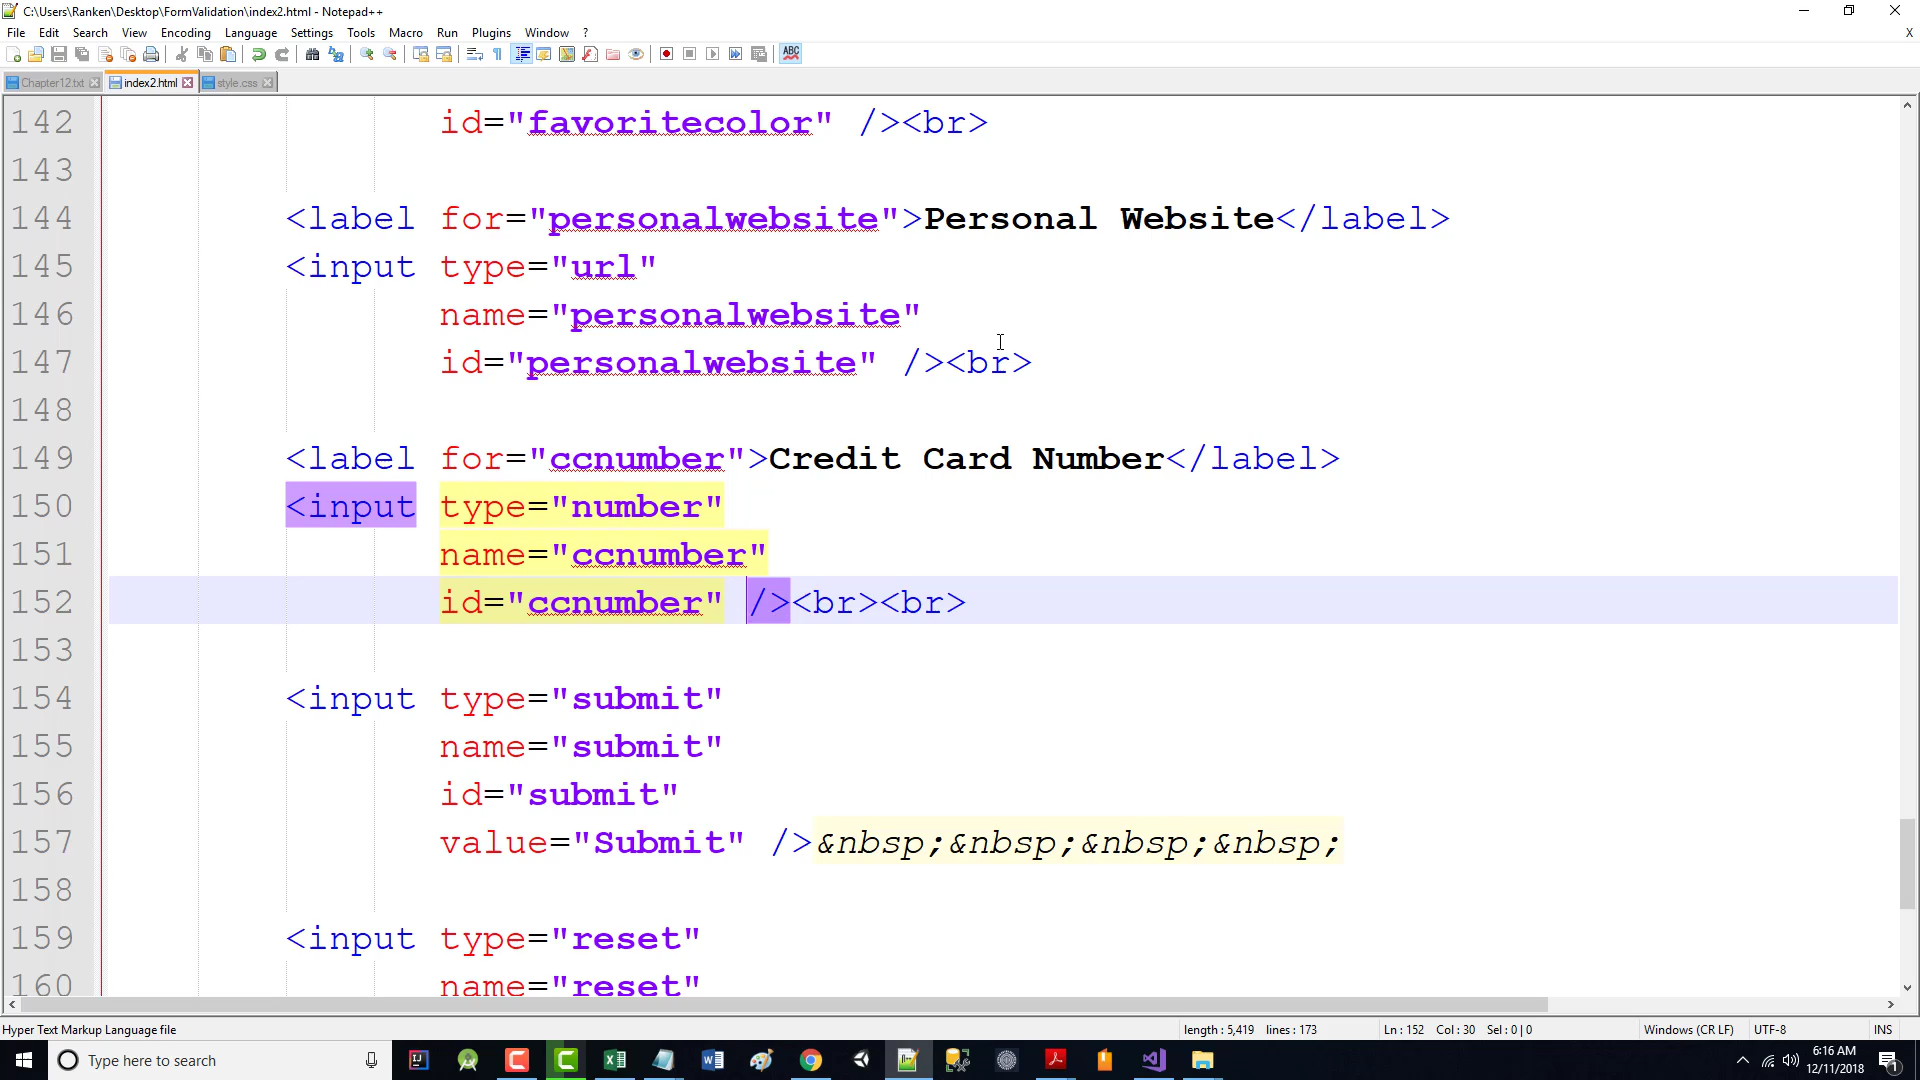 C:\Users\Ranken\Desktop\FormValidation\index2.html - Notepad++
File Edit Search View Encoding Language Settings Tools Macro Run Plugins Window ? X
ABC
Chapter12.txt index2.html style.css
142 id="favoritecolor" /><br>
143
144 <label for="personalwebsite">Personal Website</label>
145 <input type="url"
146 name="personalwebsite"
147 id="personalwebsite" /><br>
148
149 <label for="ccnumber">Credit Card Number</label>
150 <input type="number"
151 name="ccnumber"
152 id="ccnumber" /><br><br>
153
154 <input type="submit"
155 name="submit"
156 id="submit"
157 value="Submit" />&nbsp;&nbsp;&nbsp;&nbsp;
158
159 <input type="reset"
160 name="reset"
Hyper Text Markup Language file length : 5,419 lines : 173 Ln : 152 Col : 30 Sel : 0 | 0 Windows (CR LF) UTF-8 INS
Type here to search
6:16 AM
12/11/2018
1